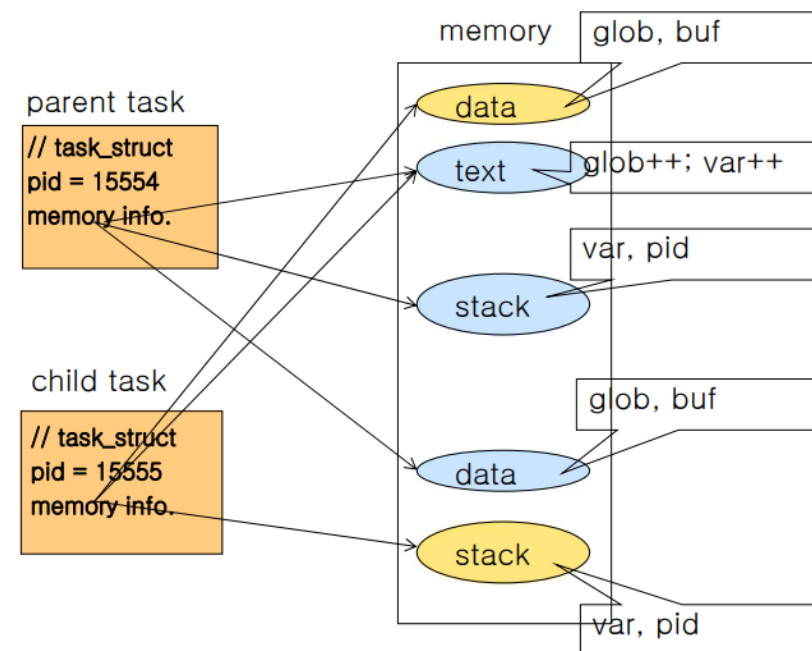 memory
glob, buf
parent task
data
// task_struct
pid = 15554
memory info.
text
glob++; var++
var, pid
stack
child task
glob, buf
// task_struct
pid = 15555
memory info.
data
stack
var, pid